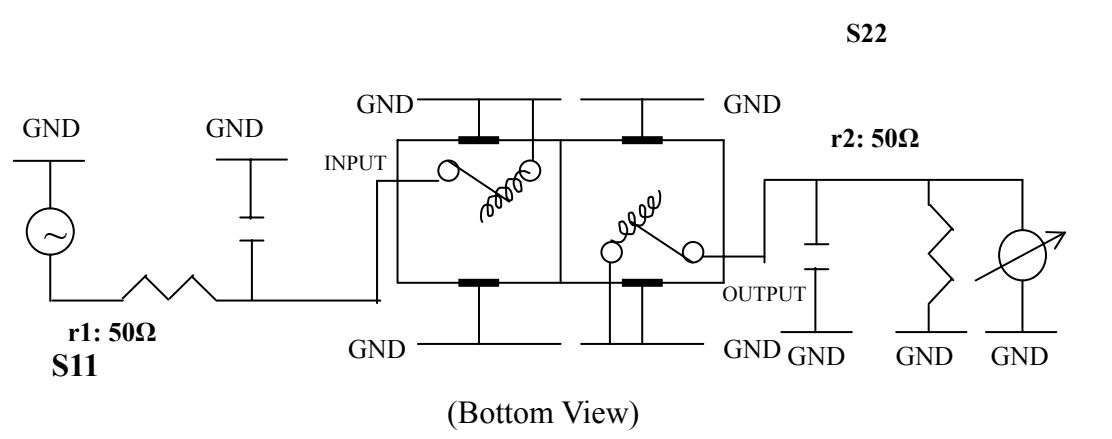 S22
GND
GND
GND
GND
r2: 50Ω
INPUT
OUTPUT
r1: 50Ω
S11
GND
GND
GND
GND
GND
(Bottom View)